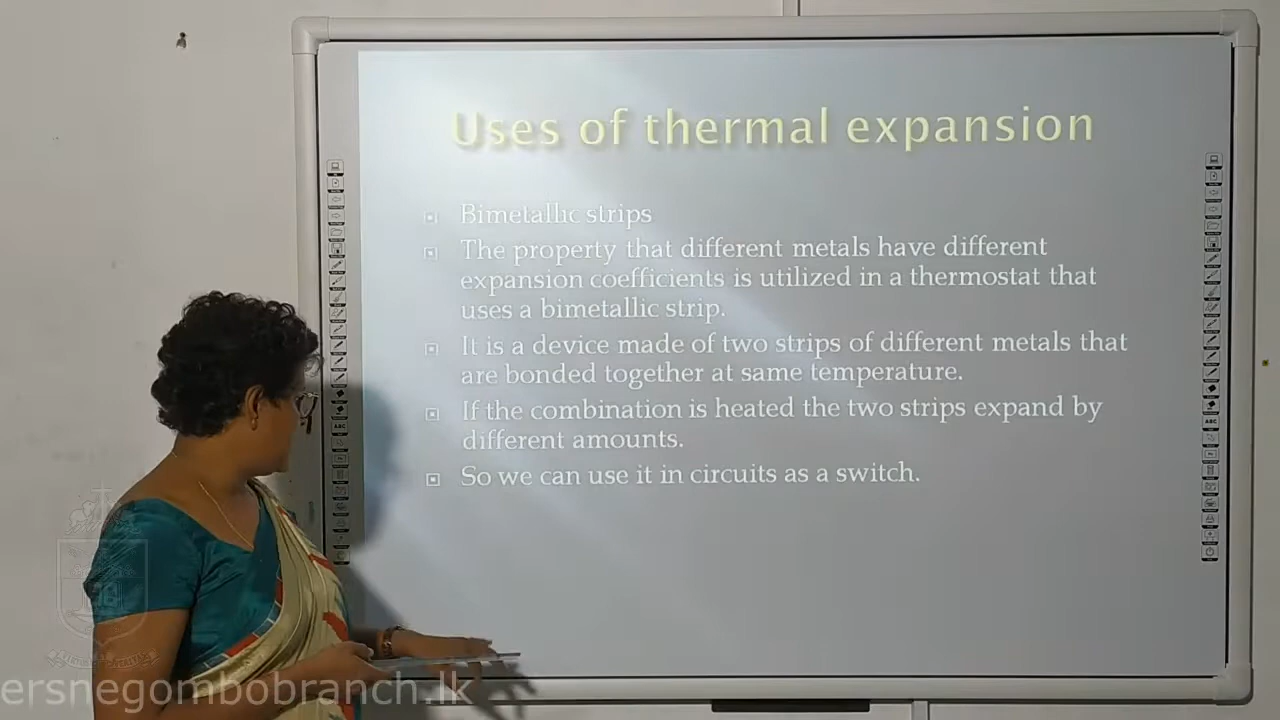 Uses of thermal expansion
Bimetallic strips
The property that different metals have different
expansion coefficients is utilized in a thermostat that
uses a bimetallic strip.
It is a device made of two strips of different metals that
are bonded together at same temperature.
If the combination is heated the two strips expand by
different amounts.
So we can use it in circuits as a switch.
ABC
ABC
ersnegombobranch.lk